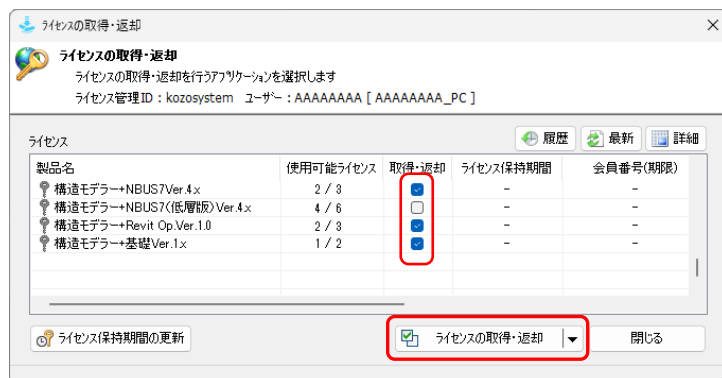 ライセンスの取得・返却
ライセンスの取得・返却
ライセンスの取得・返却を行うアプリケーションを選択します
ライセンス管理ID：kozosystem　ユーザー：AAAAAAAA [ AAAAAAAA_PC ]
ライセンス 履歴 最新 詳細
製品名 使用可能ライセンス 取得・返却 ライセンス保持期間 会員番号(期限)
構造モデラー+NBUS7Ver.4.x 2 / 3 - -
構造モデラー+NBUS7(低層版)Ver.4.x 4 / 6 - -
構造モデラー+Revit Op.Ver.1.0 2 / 3 - -
構造モデラー+基礎Ver.1.x 1 / 2 - -
ライセンス保持期間の更新 ライセンスの取得・返却 閉じる